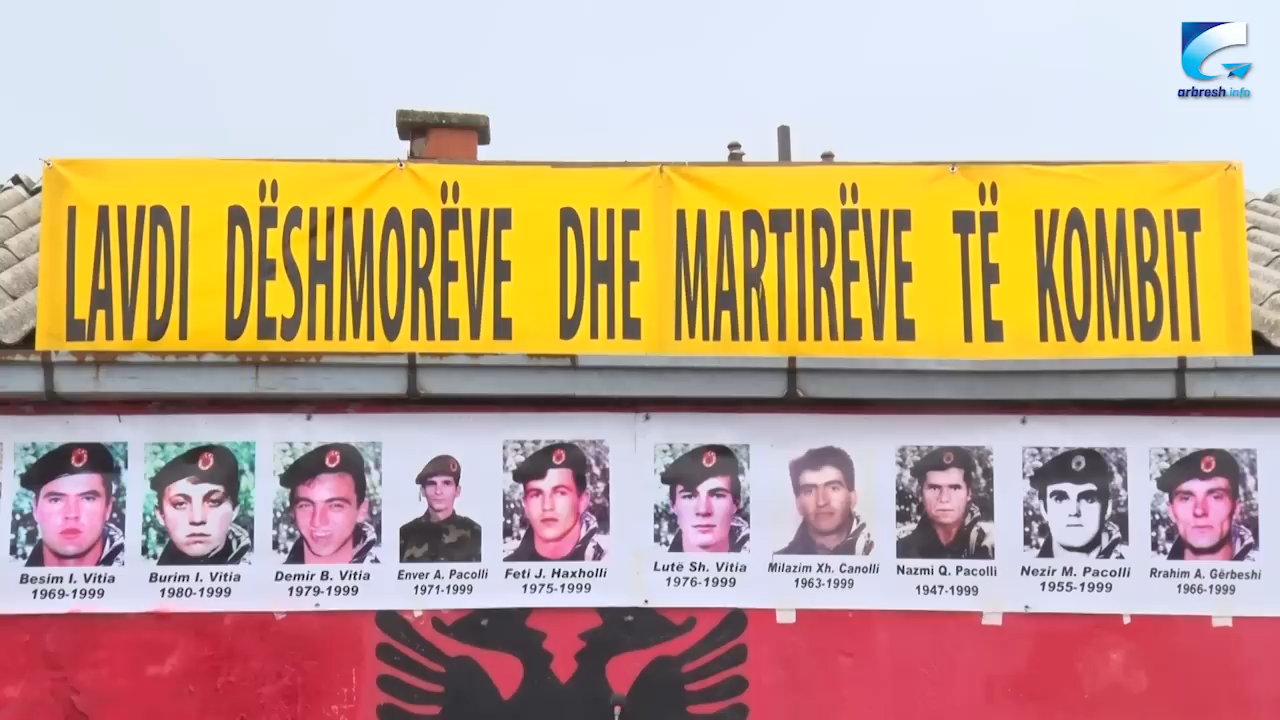 arbresh.info
LAVDI DËSHMORËVE DHE MARTIRËVE TË KOMBIT
Besim I. Vitia
1969-1999
Burim I. Vitia
1980-1999
Demir B. Vitia
1979-1999
Enver A. Pacolli
1971-1999
Feti J. Haxholli
1975-1999
Lutë Sh. Vitia
1976-1999
Milazim Xh. Canolli
1963-1999
Nazmi Q. Pacolli
1947-1999
Nezir M. Pacolli
1955-1999
Rrahim A. Gërbeshi
1966-1999